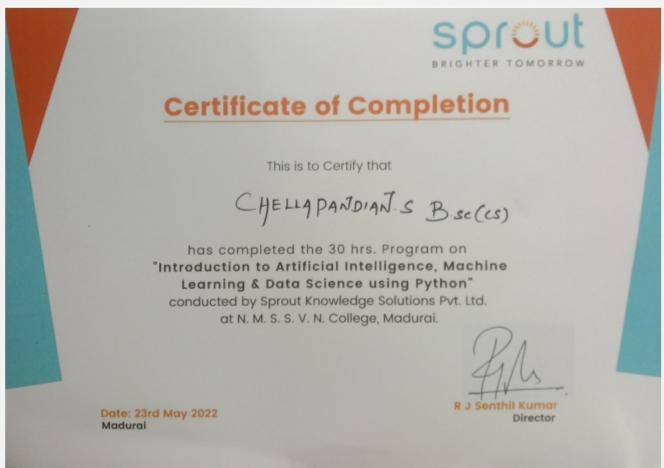 sprout
BRIGHTER TOMORROW
Certificate of Completion
This is to Certify that
CHELLAPANDIAN.S B sc(cs)
has completed the 30 hrs. Program on
"Introduction to Artificial Intelligence, Machine
Learning & Data Science using Python"
conducted by Sprout Knowledge Solutions Pvt. Ltd.
at N. M. S. S. V. N. College, Madurai.
R J Senthil Kumar
Director
Date: 23rd May 2022
Madurai